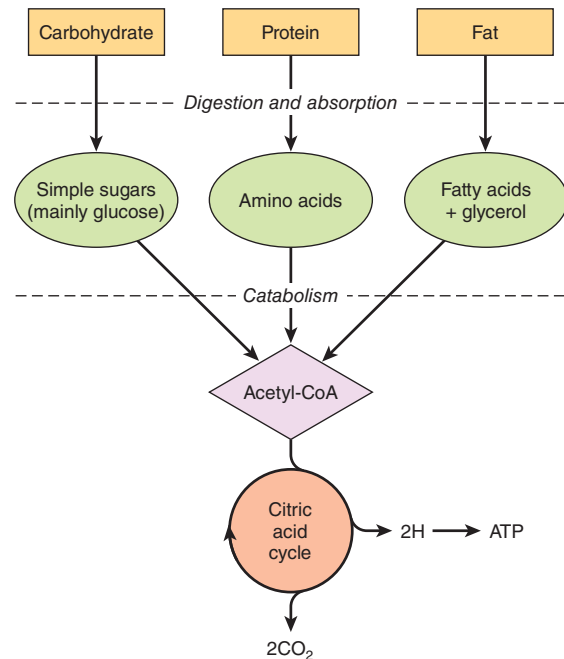 Carbohydrate
Protein
Fat
Digestion and absorption
Simple sugars
(mainly glucose)
Amino acids
Fatty acids
+ glycerol
Catabolism
Acetyl-CoA
Citric
acid
cycle
2H
ATP
2CO₂